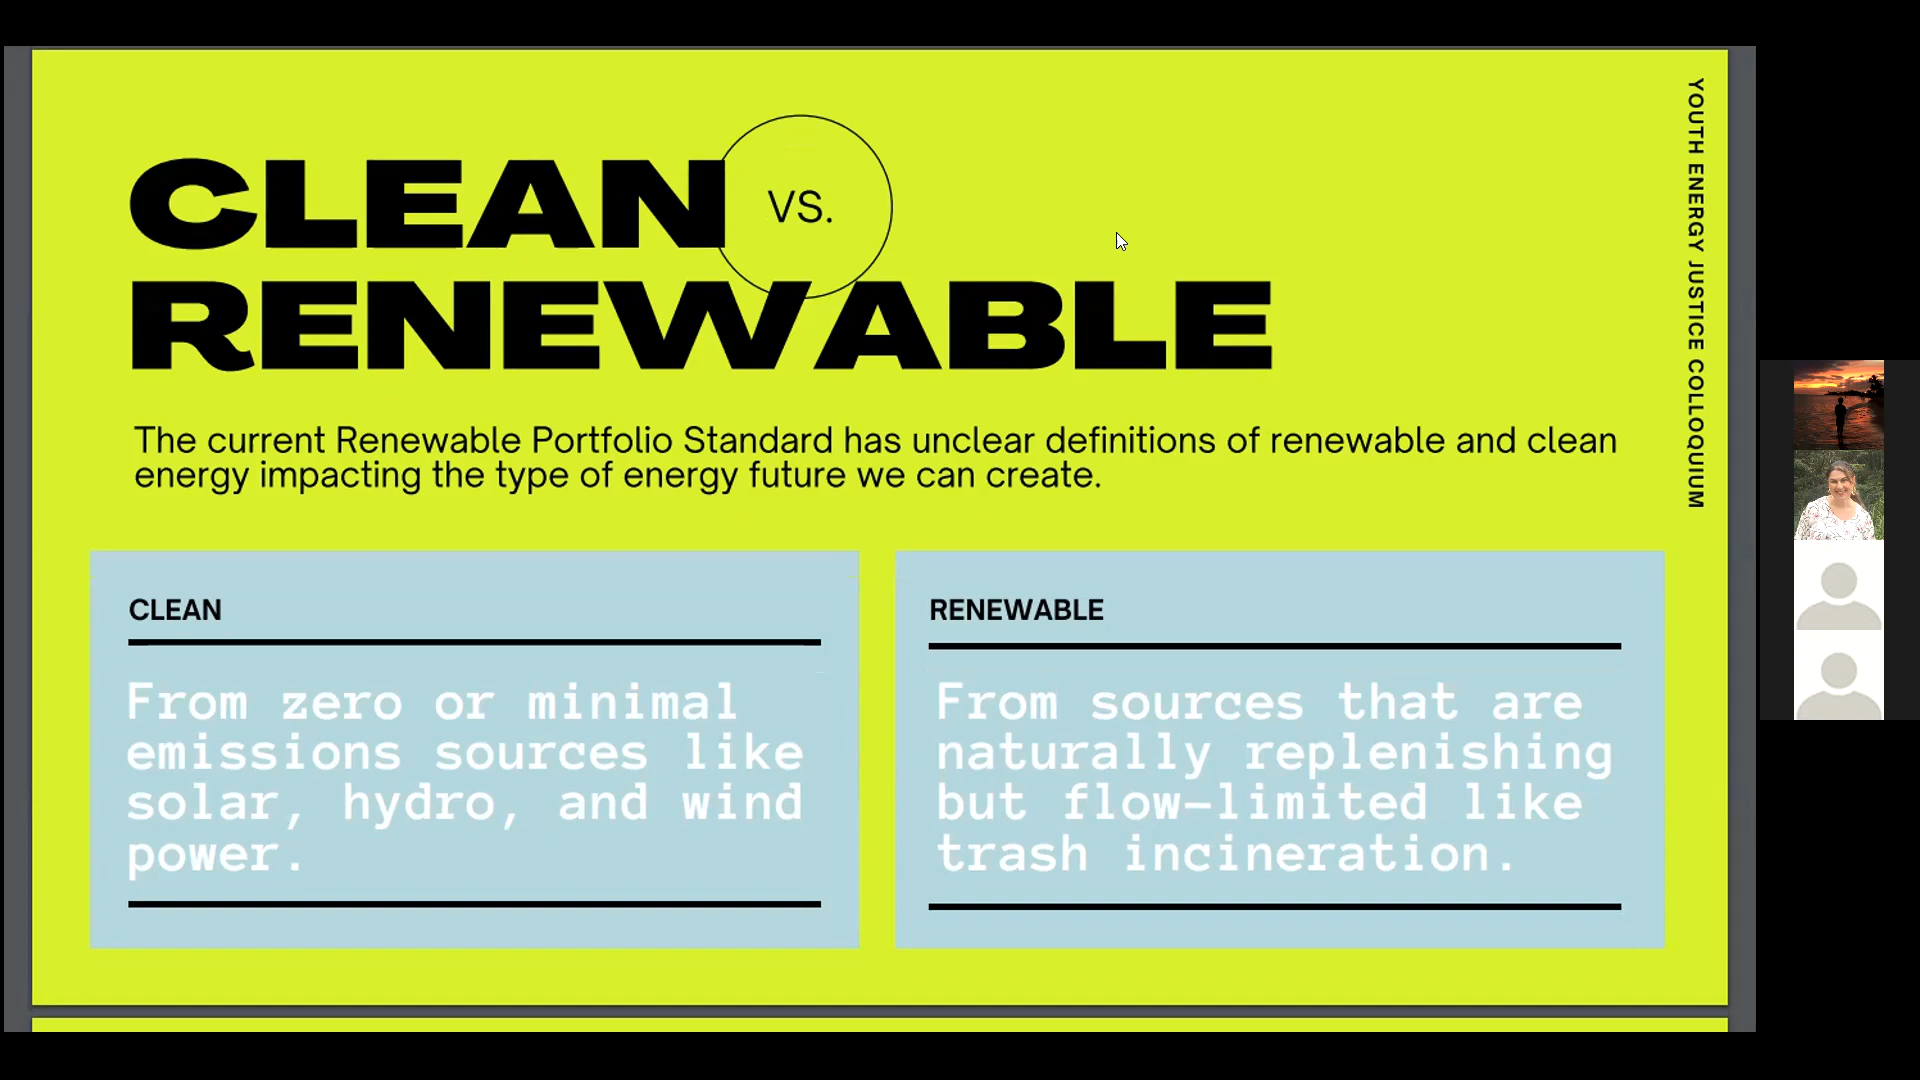 CLEAN
VS.
RENEWABLE
The current Renewable Portfolio Standard has unclear definitions of renewable and clean
energy impacting the type of energy future we can create.
CLEAN
From zero or minimal
emissions sources like
solar, hydro, and wind
power.
RENEWABLE
From sources that are
naturally replenishing
but flow-limited like
trash incineration.
YOUTH ENERGY JUSTICE COLLOQUIUM